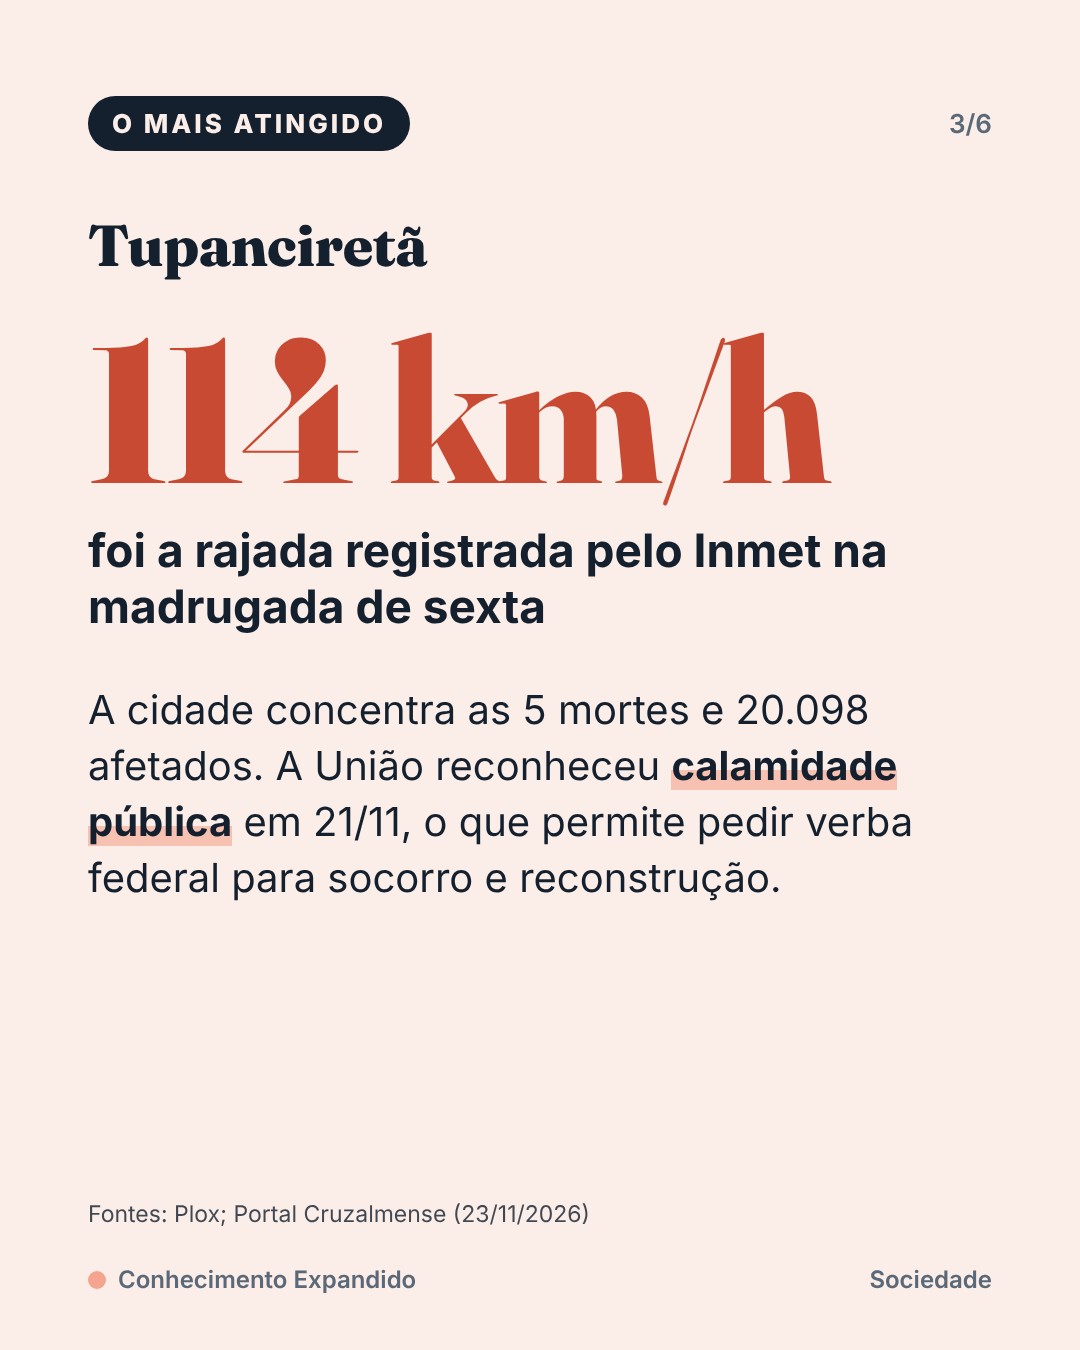 O MAIS ATINGIDO
3/6
Tupanciretã
114 km/h
foi a rajada registrada pelo Inmet na
madrugada de sexta
A cidade concentra as 5 mortes e 20.098
afetados. A União reconheceu calamidade
pública em 21/11, o que permite pedir verba
federal para socorro e reconstrução.
Fontes: Plox; Portal Cruzalmense (23/11/2026)
Conhecimento Expandido
Sociedade